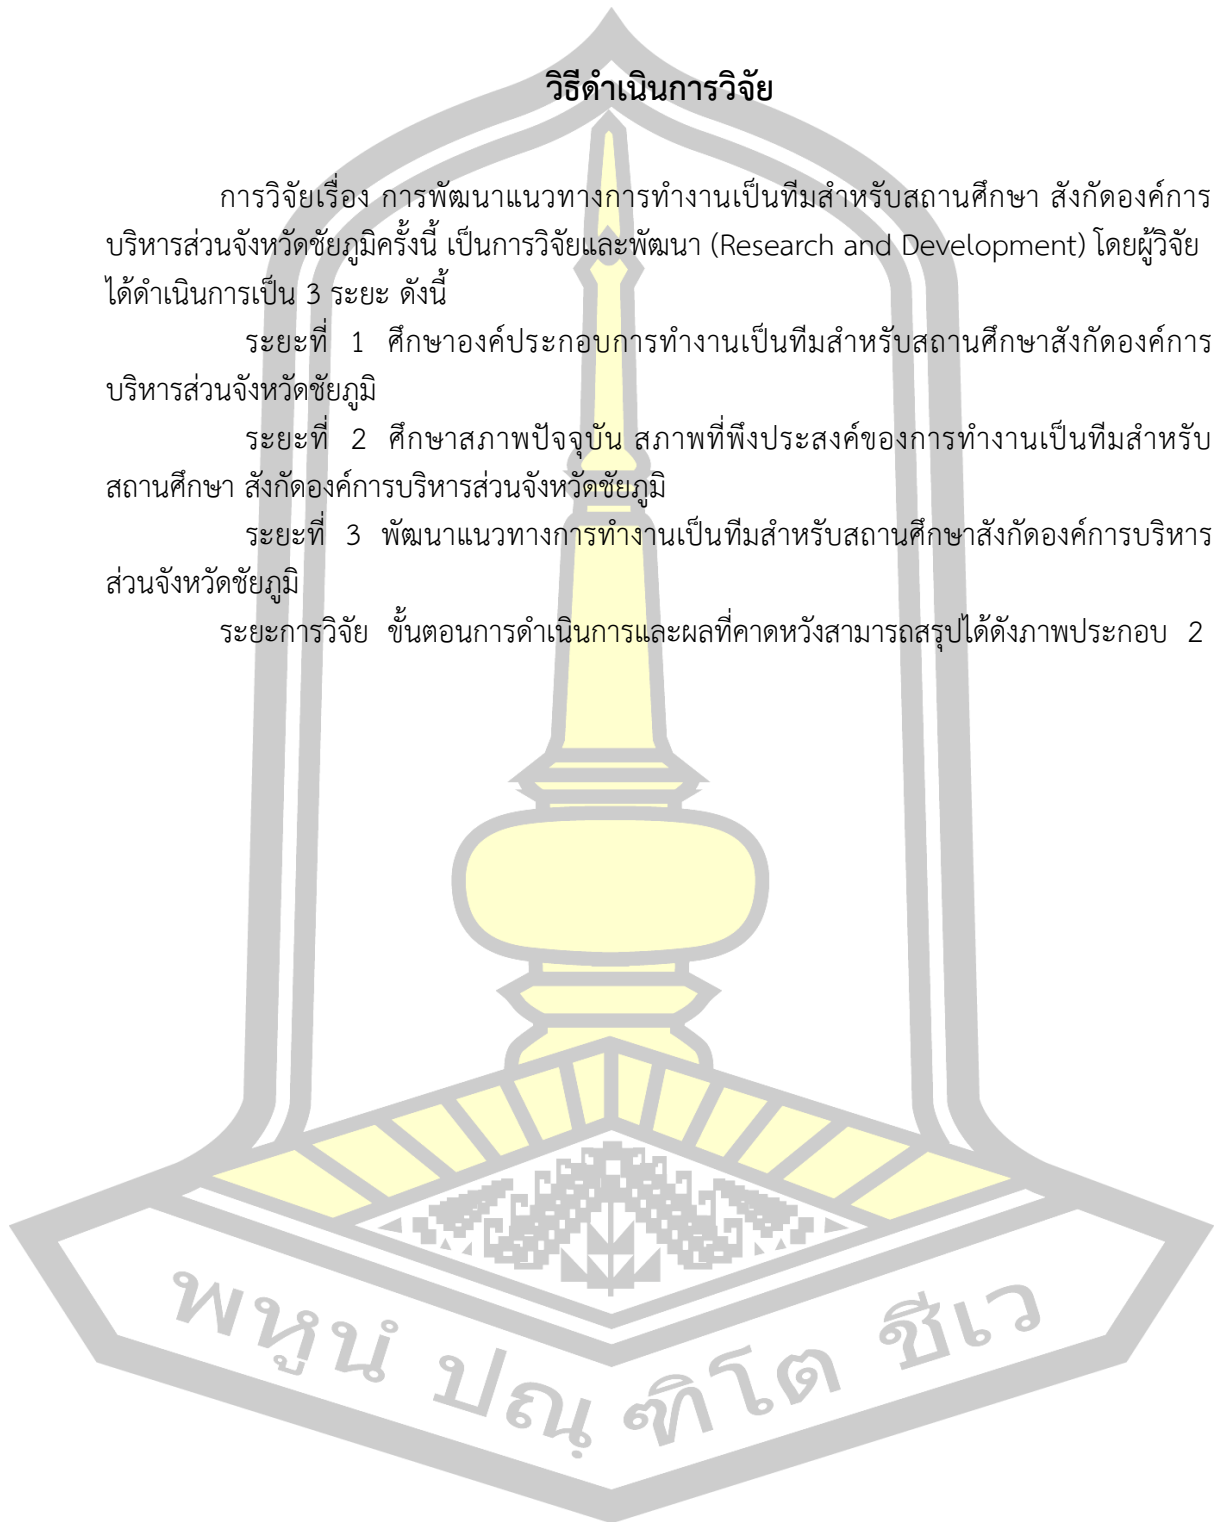 วิธีดำเนินการวิจัย
การวิจัยเรื่อง การพัฒนาแนวทางการทำงานเป็นทีมสำหรับสถานศึกษา สังกัดองค์การ
บริหารส่วนจังหวัดชัยภูมิครั้งนี้ เป็นการวิจัยและพัฒนา (Research and Development) โดยผู้วิจัย
ได้ดำเนินการเป็น 3 ระยะ ดังนี้
ระยะที่ 1 ศึกษาองค์ประกอบการทำงานเป็นทีมสำหรับสถานศึกษาสังกัดองค์การ
บริหารส่วนจังหวัดชัยภูมิ
ระยะที่ 2 ศึกษาสภาพปัจจุบัน สภาพที่พึงประสงค์ของการทำงานเป็นทีมสำหรับ
สถานศึกษา สังกัดองค์การบริหารส่วนจังหวัดชัยภูมิ
ระยะที่ 3 พัฒนาแนวทางการทำงานเป็นทีมสำหรับสถานศึกษาสังกัดองค์การบริหาร
ส่วนจังหวัดชัยภูมิ
ระยะการวิจัย ขั้นตอนการดำเนินการและผลที่คาดหวังสามารถสรุปได้ดังภาพประกอบ 2
พหูนํ ปณฺฑิโต ชีเว